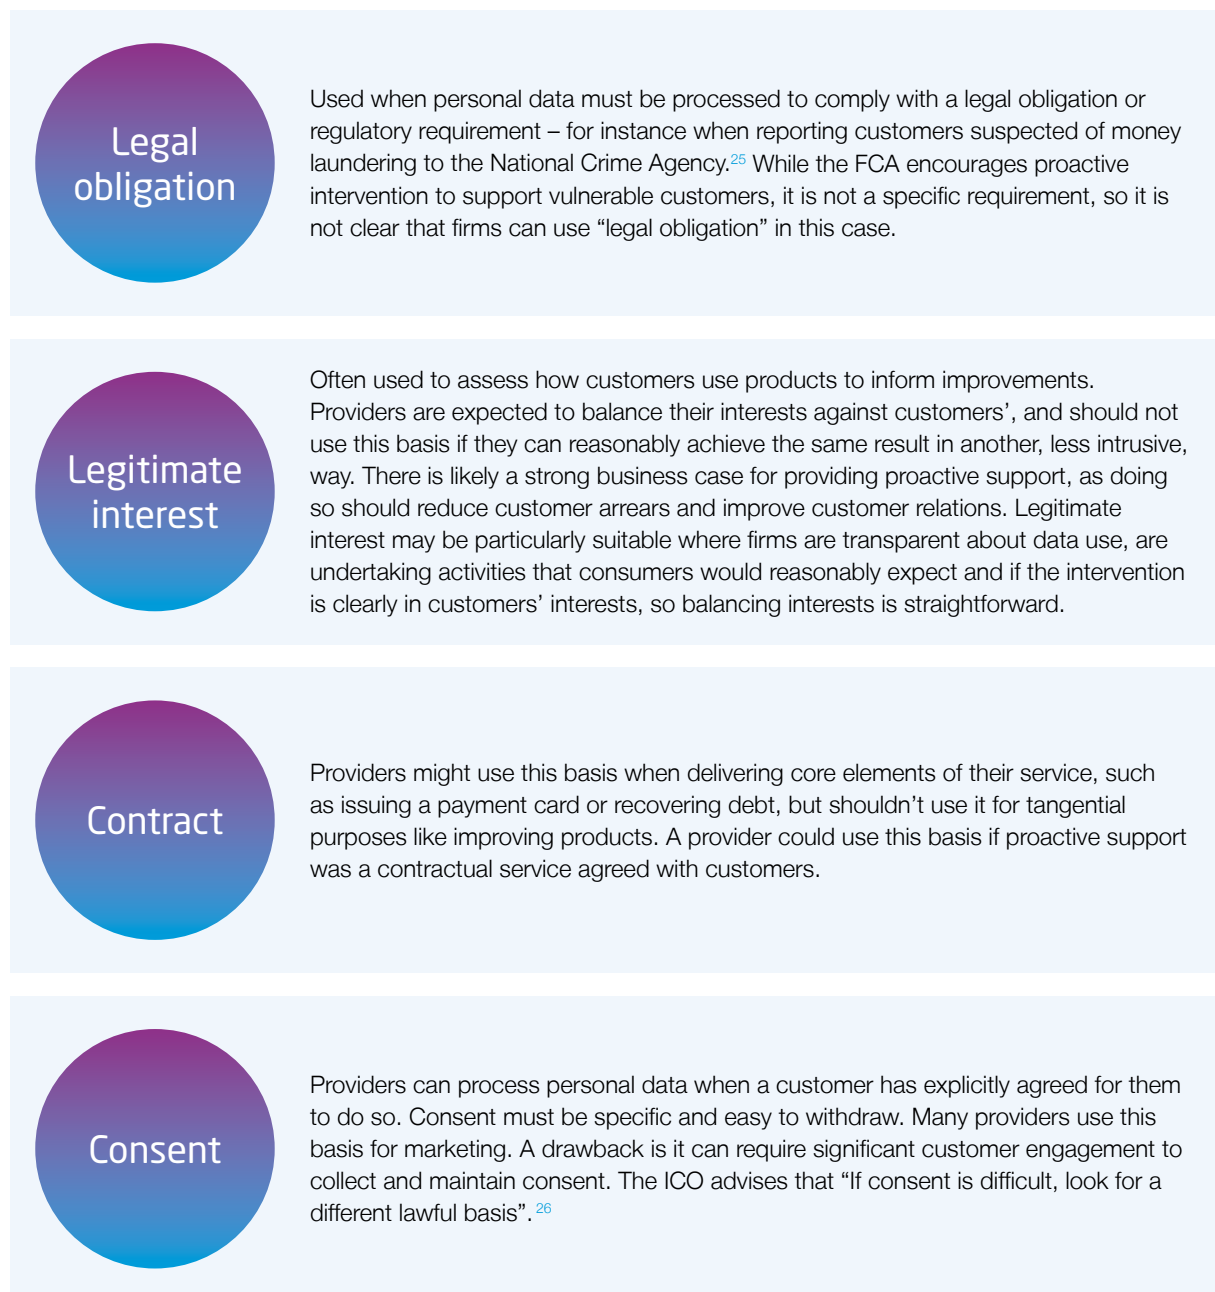 Legal
obligation
Used when personal data must be processed to comply with a legal obligation or
regulatory requirement – for instance when reporting customers suspected of money
laundering to the National Crime Agency.25 While the FCA encourages proactive
intervention to support vulnerable customers, it is not a specific requirement, so it is
not clear that firms can use “legal obligation” in this case.
Legitimate
interest
Often used to assess how customers use products to inform improvements.
Providers are expected to balance their interests against customers’, and should not
use this basis if they can reasonably achieve the same result in another, less intrusive,
way. There is likely a strong business case for providing proactive support, as doing
so should reduce customer arrears and improve customer relations. Legitimate
interest may be particularly suitable where firms are transparent about data use, are
undertaking activities that consumers would reasonably expect and if the intervention
is clearly in customers’ interests, so balancing interests is straightforward.
Contract
Providers might use this basis when delivering core elements of their service, such
as issuing a payment card or recovering debt, but shouldn’t use it for tangential
purposes like improving products. A provider could use this basis if proactive support
was a contractual service agreed with customers.
Consent
Providers can process personal data when a customer has explicitly agreed for them
to do so. Consent must be specific and easy to withdraw. Many providers use this
basis for marketing. A drawback is it can require significant customer engagement to
collect and maintain consent. The ICO advises that “If consent is difficult, look for a
different lawful basis”. 26